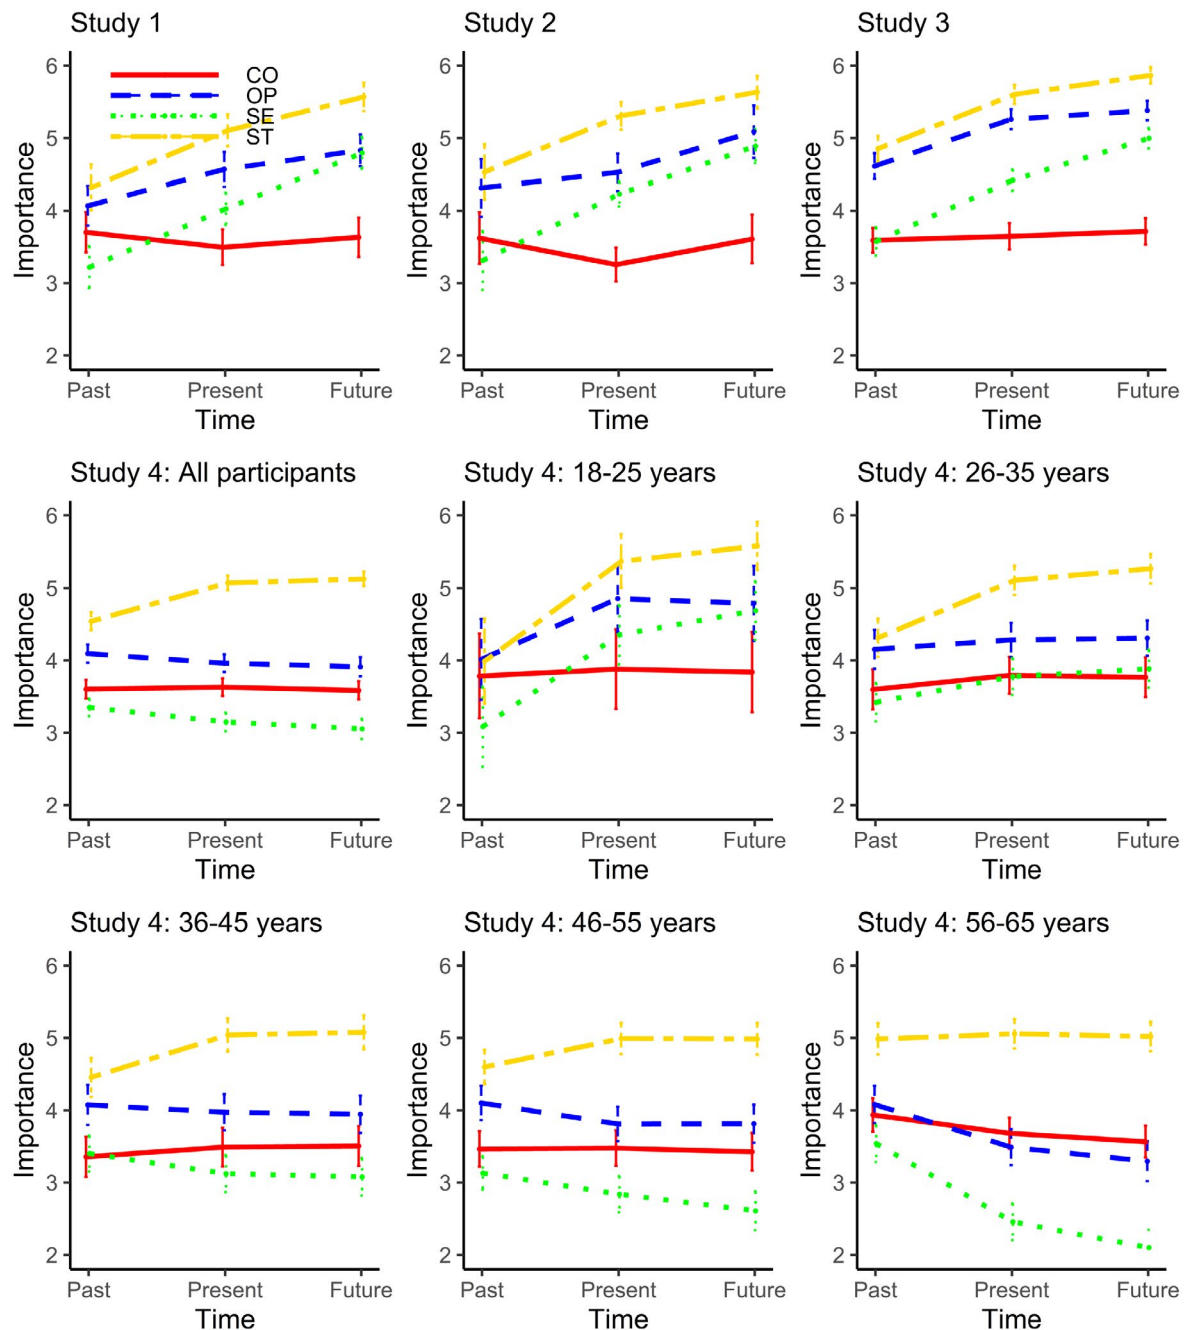 Study 1
Study 2
Study 3
CO
OP
SE
ST
6
5
4
3
2
Importance
Past Present Future
Time
6
5
4
3
2
Importance
Past Present Future
Time
6
5
4
3
2
Importance
Past Present Future
Time
Study 4: All participants
Study 4: 18-25 years
Study 4: 26-35 years
6
5
4
3
2
Importance
Past Present Future
Time
6
5
4
3
2
Importance
Past Present Future
Time
6
5
4
3
2
Importance
Past Present Future
Time
Study 4: 36-45 years
Study 4: 46-55 years
Study 4: 56-65 years
6
5
4
3
2
Importance
Past Present Future
Time
6
5
4
3
2
Importance
Past Present Future
Time
6
5
4
3
2
Importance
Past Present Future
Time